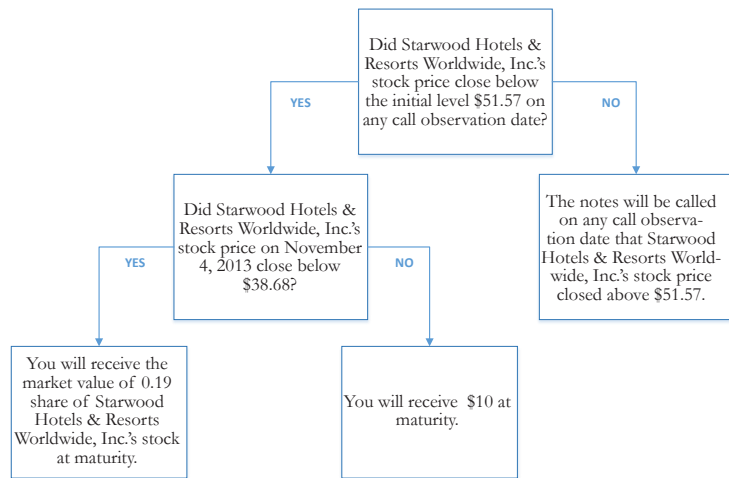 Did Starwood Hotels &
Resorts Worldwide, Inc.'s
stock price close below
the initial level $51.57 on
any call observation date?
YES
NO
Did Starwood Hotels &
Resorts Worldwide, Inc.'s
stock price on November
4, 2013 close below
$38.68?
The notes will be called
on any call observa-
tion date that Starwood
Hotels & Resorts World-
wide, Inc.'s stock price
closed above $51.57.
YES
NO
You will receive the
market value of 0.19
share of Starwood
Hotels & Resorts
Worldwide, Inc.'s stock
at maturity.
You will receive $10 at
maturity.